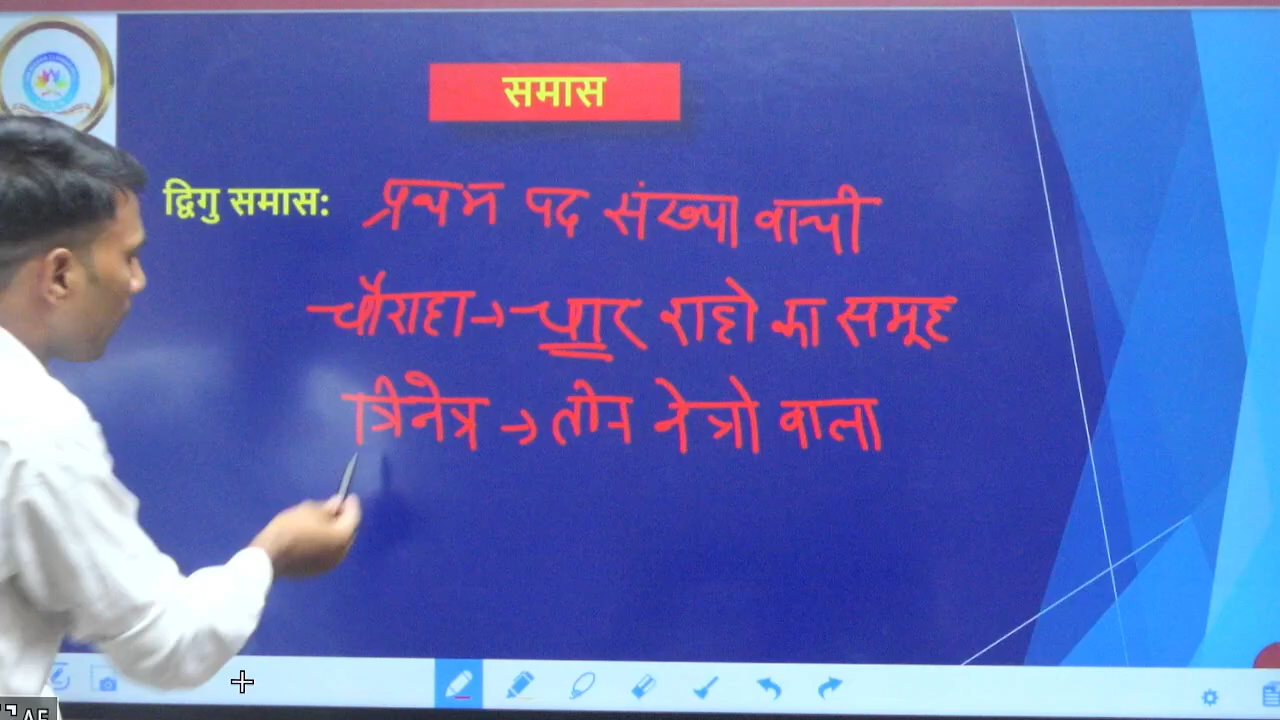 समास
द्विगु समास: प्रथम पद संख्या वाची
चौराहा → चार राहो का समूह
त्रिनेत्र → तीन नेत्रो वाला